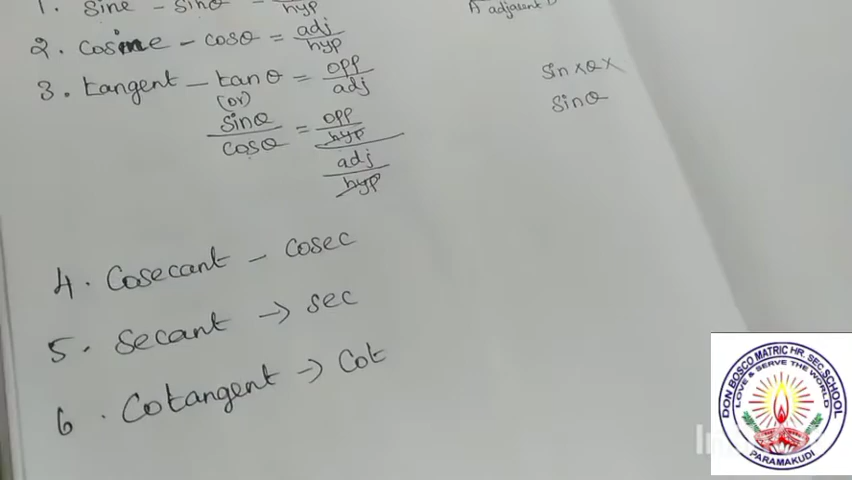 1. Sine - sinθ = hyp
A adjacent
2. Cosine - cosθ = adj/hyp
3. tangent - tanθ = opp/adj
(or)
sinθ/cosθ = opp/hyp / adj/hyp
sin x θ x
sinθ
4. Cosecant - cosec
5. Secant → sec
6. Cotangent → Cot
DON BOSCO MATRIC HR. SEC SCHOOL
LOVE & SERVE THE WORLD
PARAMAKUDI